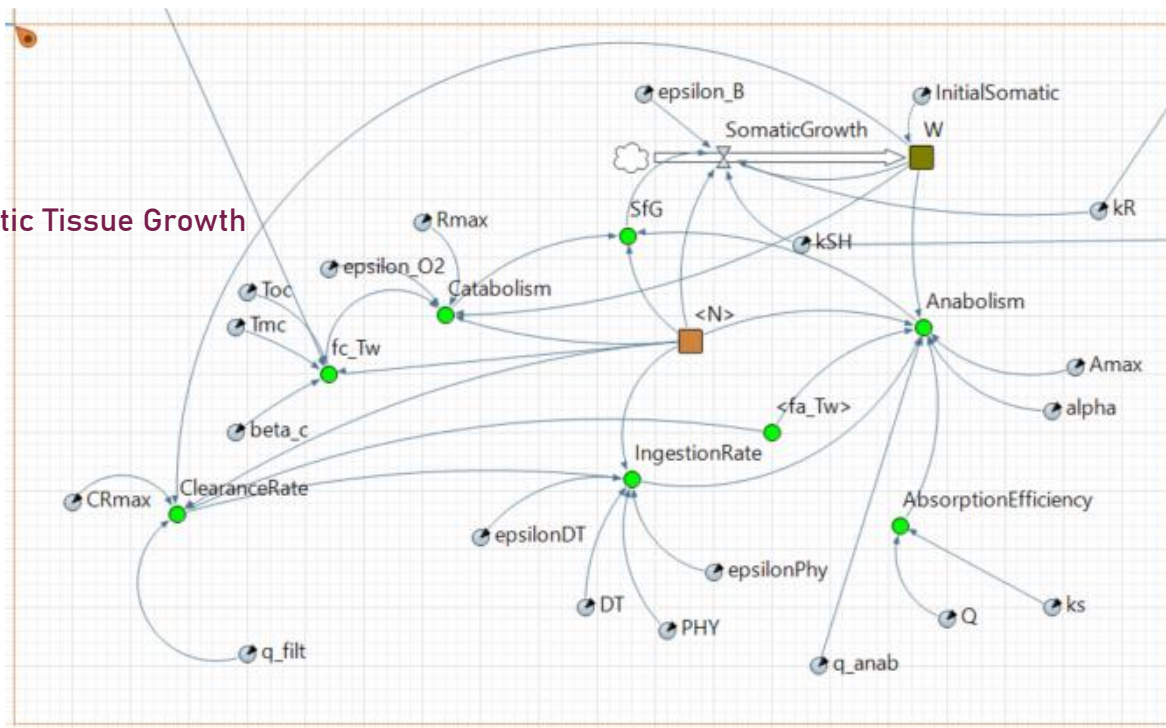 epsilon_B
InitialSomatic
SomaticGrowth
W
tic Tissue Growth
Rmax
SfG
kR
kSH
epsilon_O2
Toc
Catabolism
Anabolism
<N>
Tmc
fc_Tw
Amax
<fa_Tw>
alpha
beta_c
IngestionRate
ClearanceRate
CRmax
AbsorptionEfficiency
epsilonDT
epsilonPhy
DT
ks
Q
PHY
q_filt
q_anab